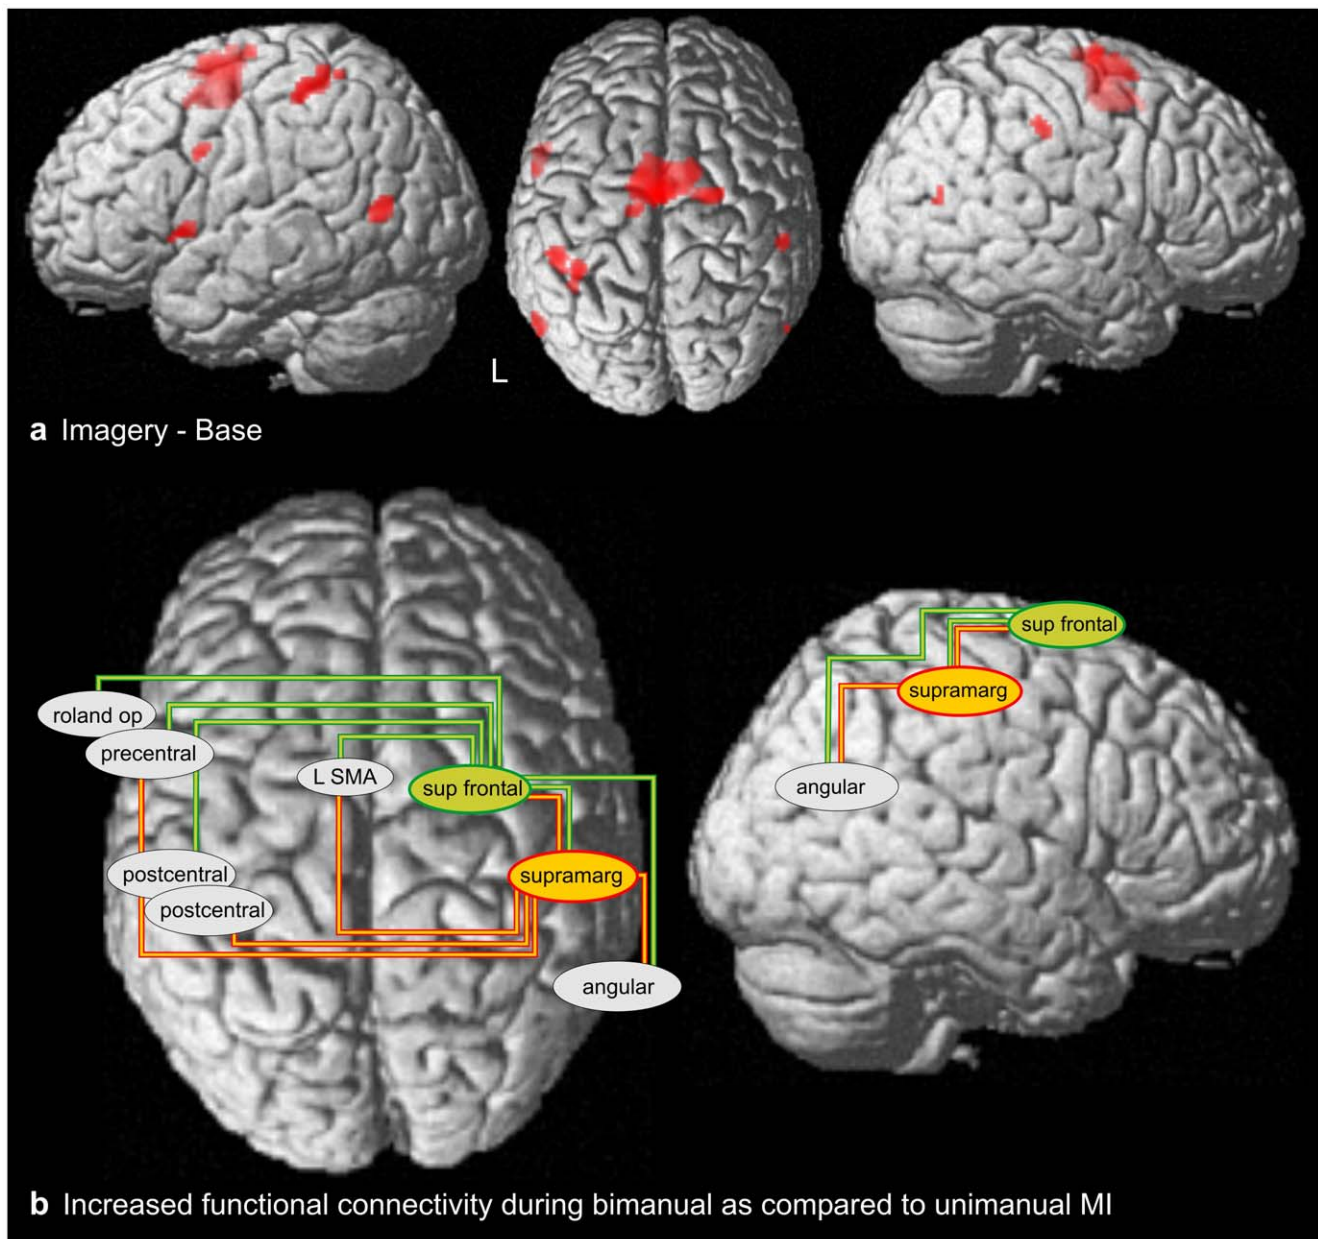 L
a Imagery - Base
roland op
precentral
L SMA
sup frontal
postcentral
supramarg
postcentral
angular
sup frontal
supramarg
angular
b Increased functional connectivity during bimanual as compared to unimanual MI